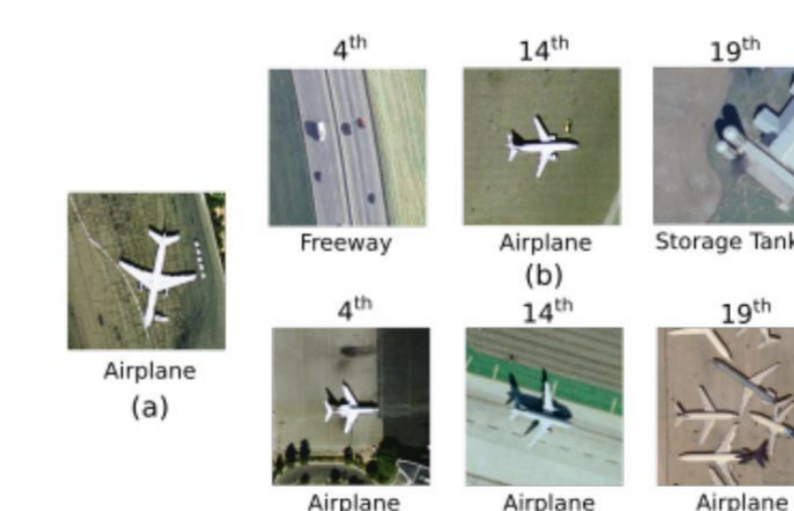 4th 14th 19th
Freeway Airplane Storage Tank
(b)
4th 14th 19th
Airplane
(a)
Airplane Airplane Airplane